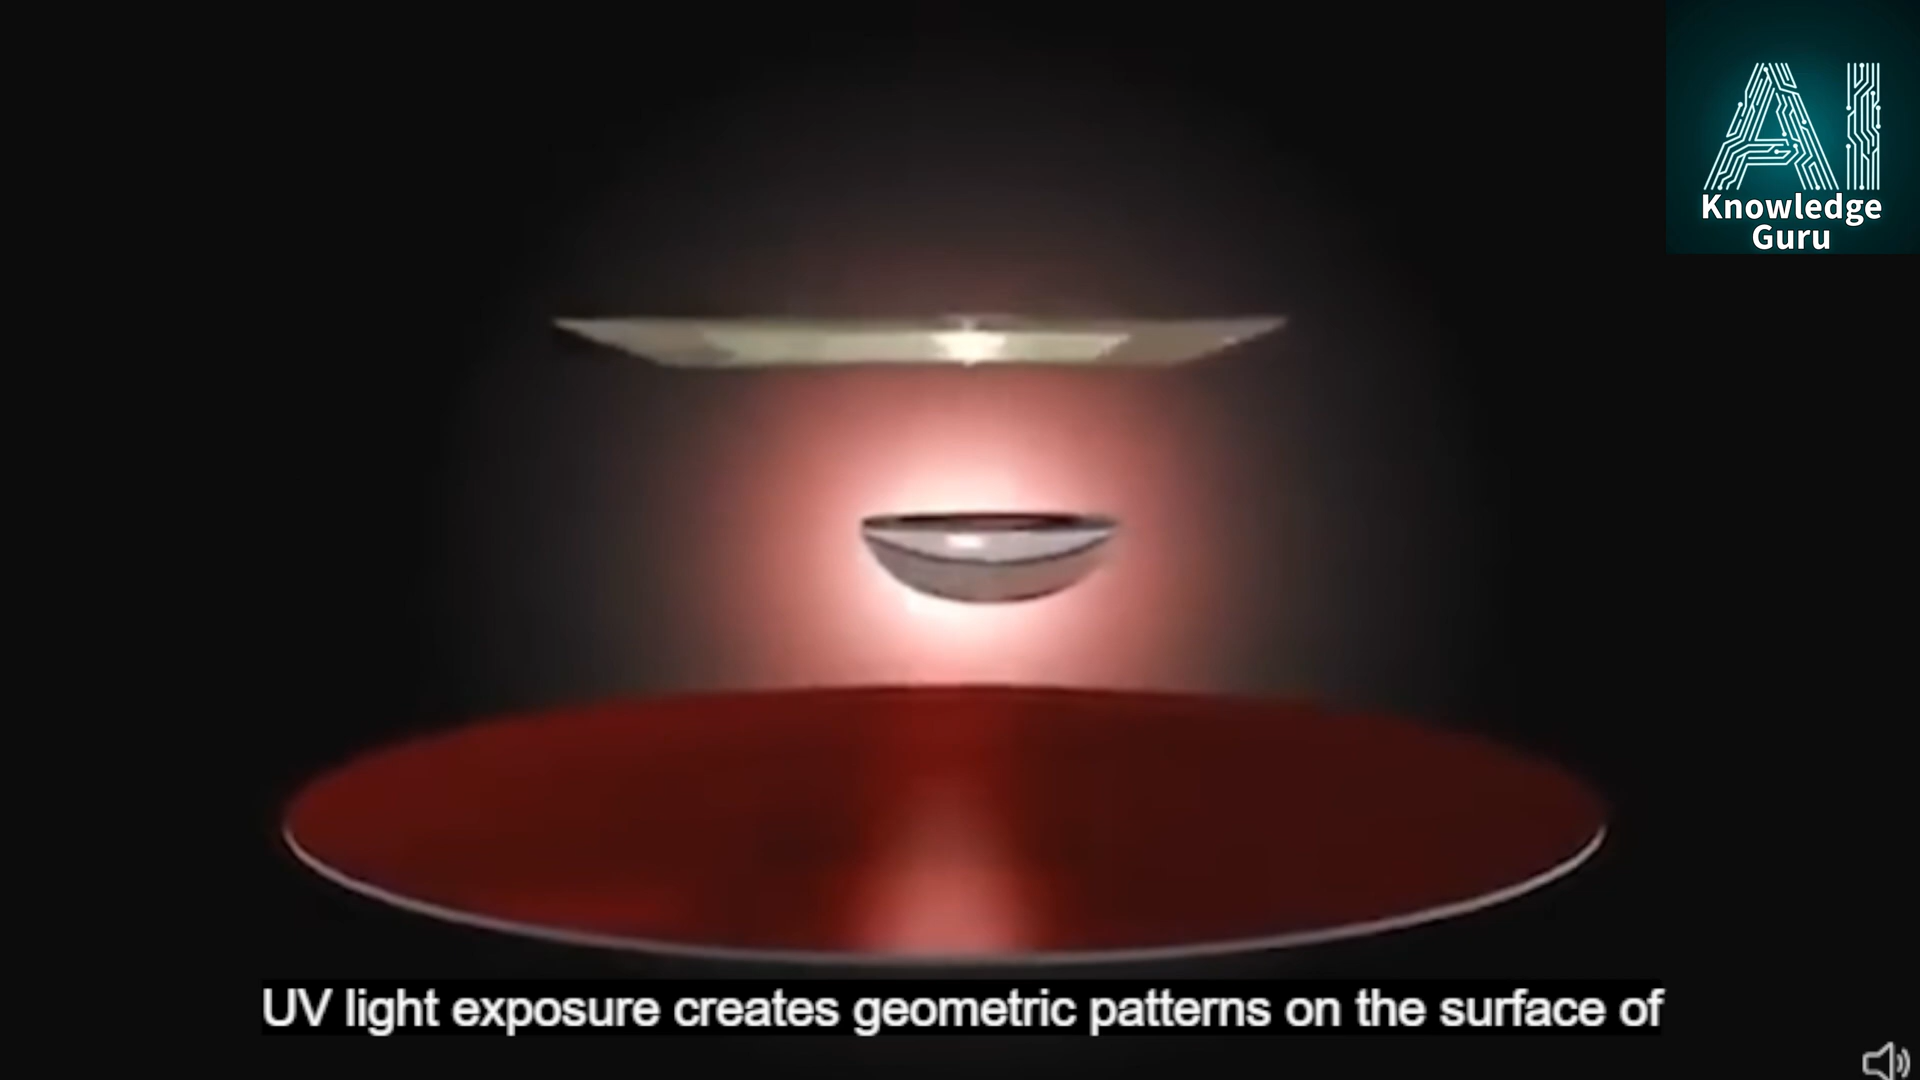 AI
Knowledge
Guru
UV light exposure creates geometric patterns on the surface of